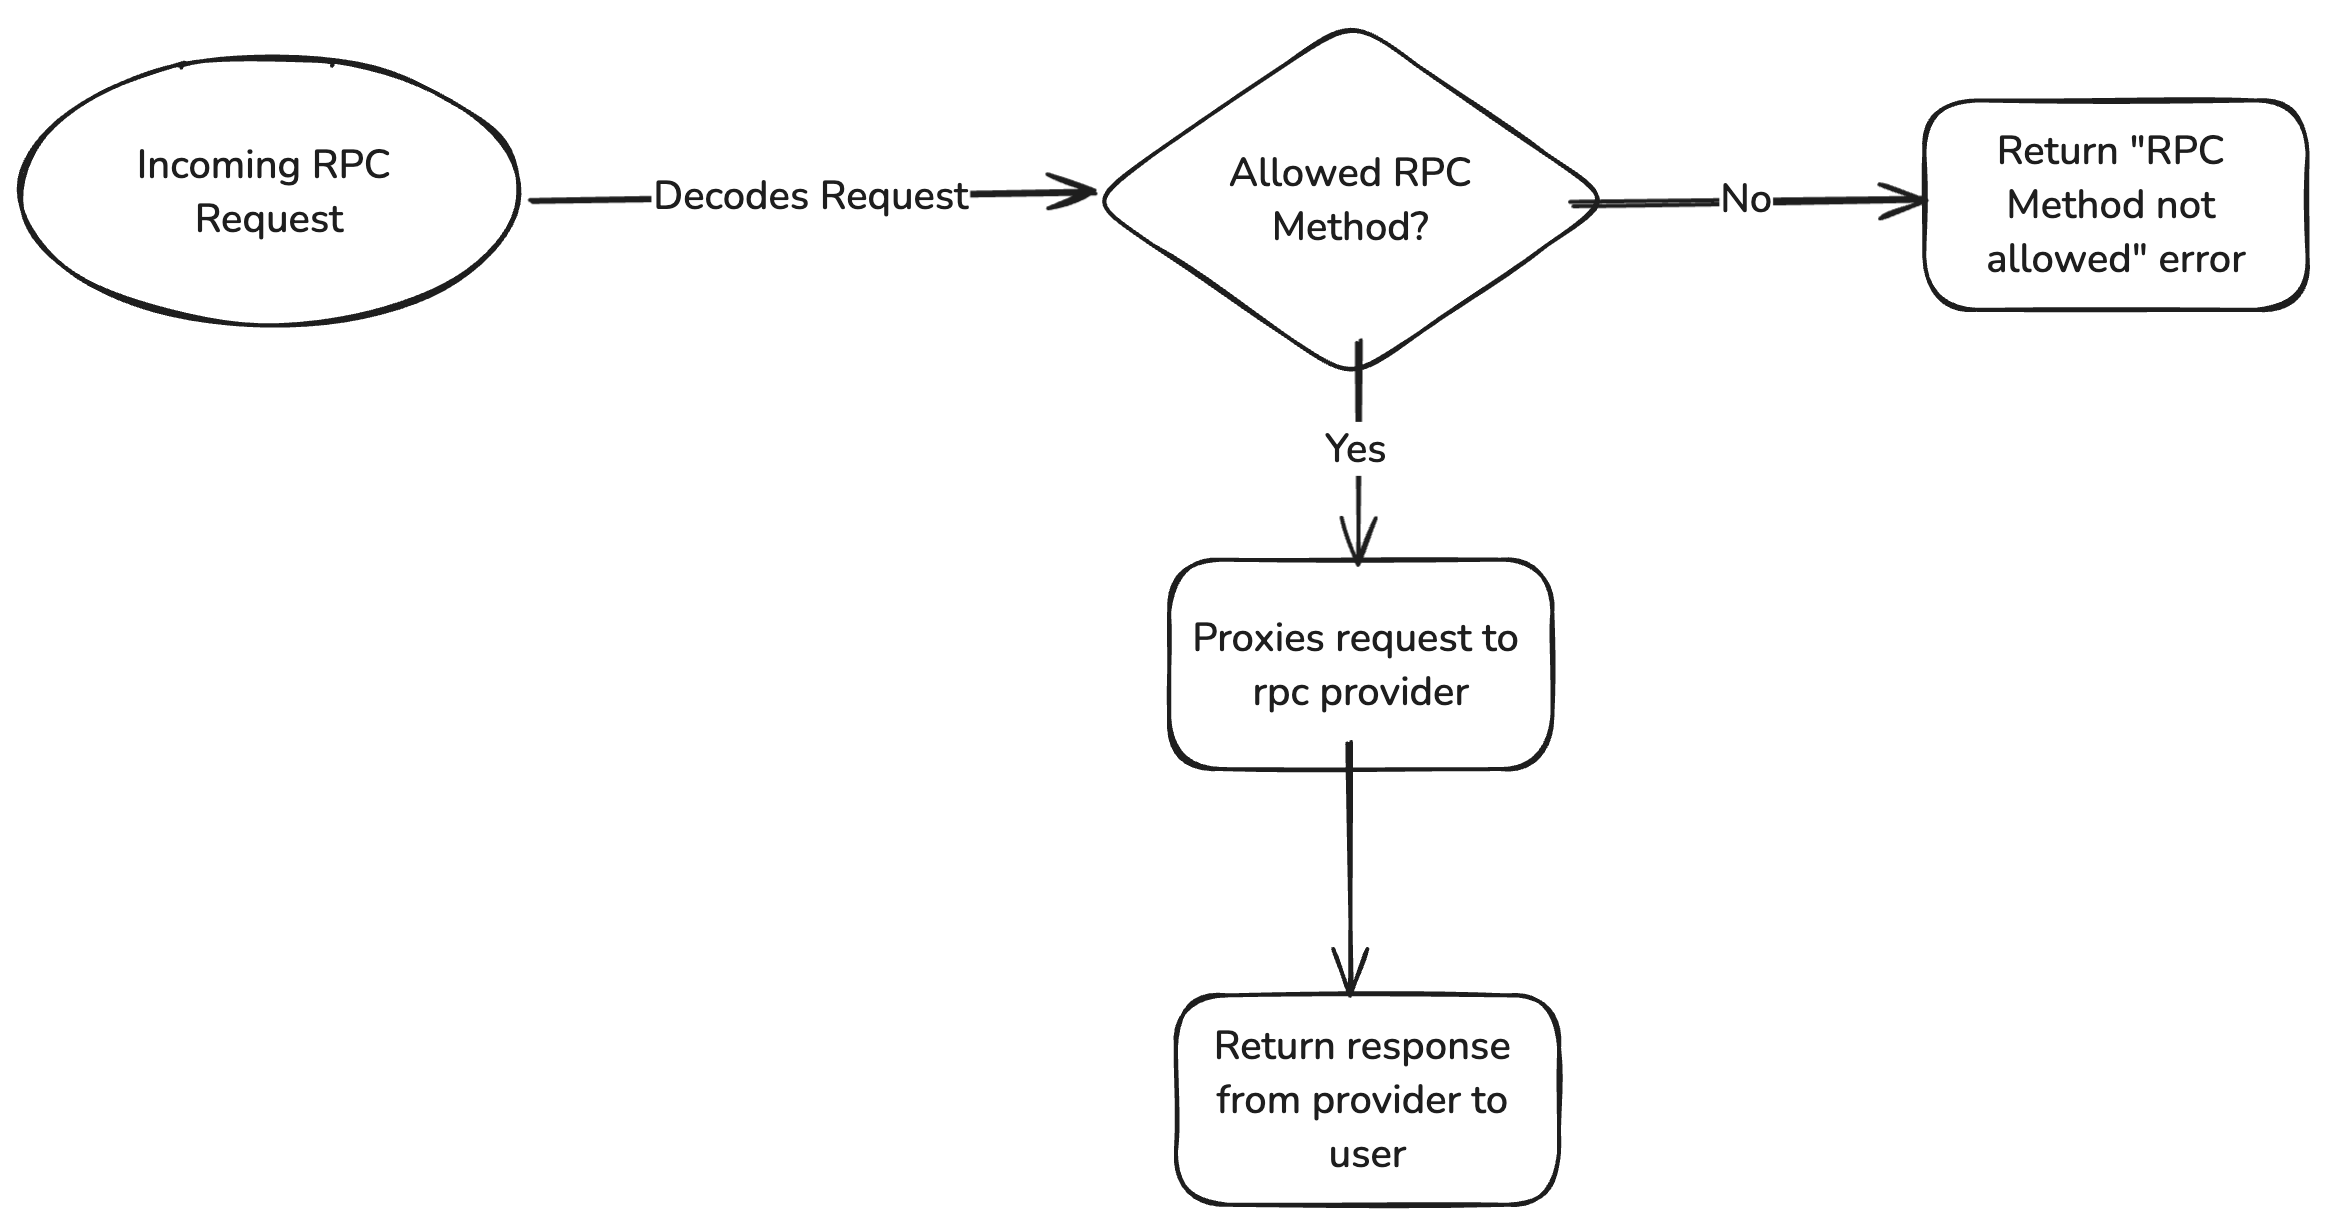 Incoming RPC
Request
Decodes Request
Allowed RPC
Method?
No
Return "RPC
Method not
allowed" error
Yes
Proxies request to
rpc provider
Return response
from provider to
user